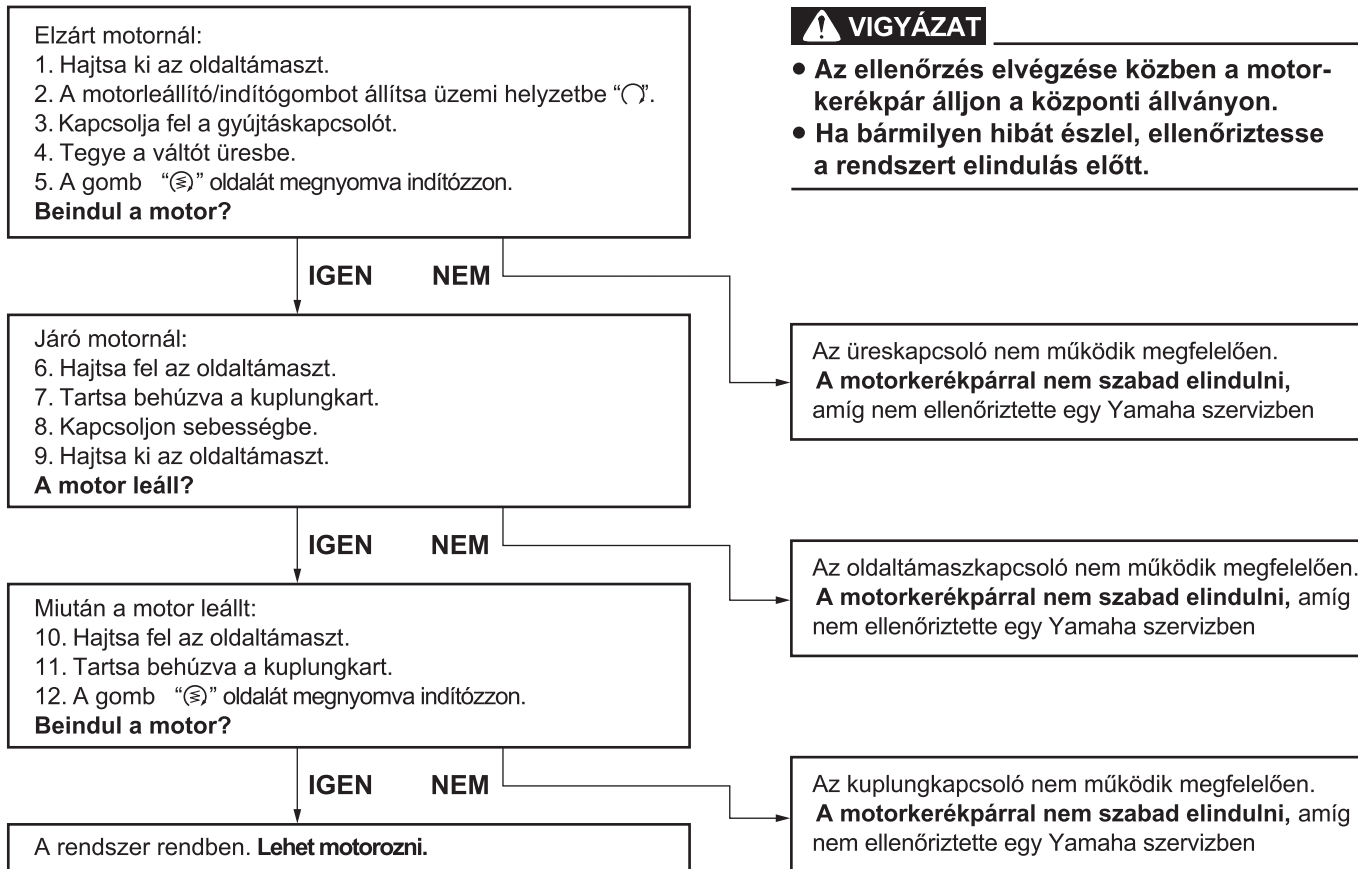 Elzárt motornál:
1. Hajtsa ki az oldaltámaszt.
2. A motorleállító/indítógombot állítsa üzemi helyzetbe “◯”.
3. Kapcsolja fel a gyújtáskapcsolót.
4. Tegye a váltót üresbe.
5. A gomb “Ⓢ” oldalát megnyomva indítózzon.
Beindul a motor?
VIGYÁZAT
• Az ellenőrzés elvégzése közben a motor-
kerékpár álljon a központi állványon.
• Ha bármilyen hibát észlel, ellenőriztesse
a rendszert elindulás előtt.
IGEN NEM
Járó motornál:
6. Hajtsa fel az oldaltámaszt.
7. Tartsa behúzva a kuplungkart.
8. Kapcsoljon sebességbe.
9. Hajtsa ki az oldaltámaszt.
A motor leáll?
Az üreskapcsoló nem működik megfelelően.
A motorkerékpárral nem szabad elindulni,
amíg nem ellenőriztette egy Yamaha szervizben
IGEN NEM
Miután a motor leállt:
10. Hajtsa fel az oldaltámaszt.
11. Tartsa behúzva a kuplungkart.
12. A gomb “Ⓢ” oldalát megnyomva indítózzon.
Beindul a motor?
Az oldaltámaszkapcsoló nem működik megfelelően.
A motorkerékpárral nem szabad elindulni, amíg
nem ellenőriztette egy Yamaha szervizben
IGEN NEM
A rendszer rendben. Lehet motorozni.
Az kuplungkapcsoló nem működik megfelelően.
A motorkerékpárral nem szabad elindulni, amíg
nem ellenőriztette egy Yamaha szervizben